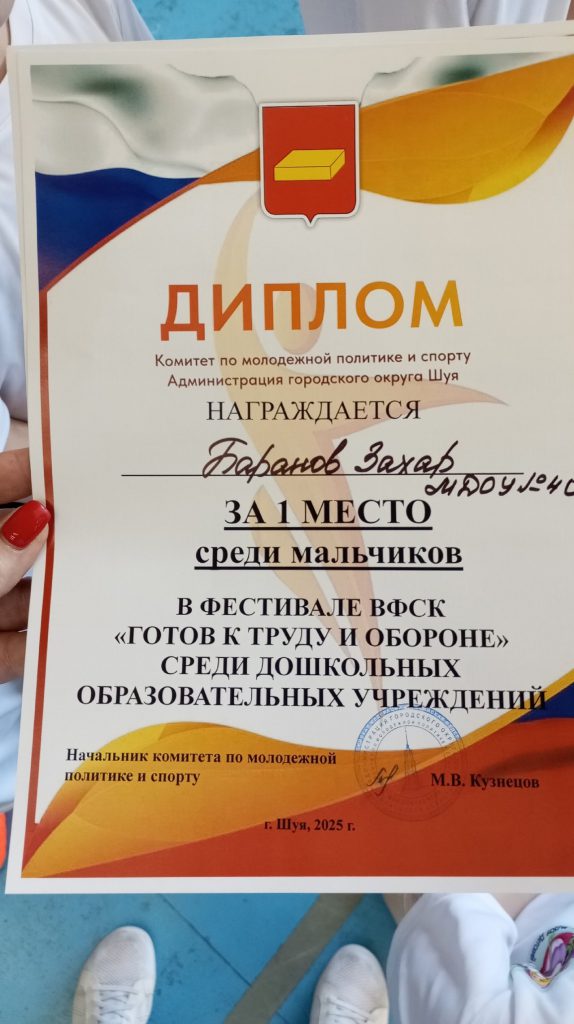 ДИПЛОМ
Комитет по молодежной политике и спорту
Администрация городского округа Шуя
НАГРАЖДАЕТСЯ
Баранов Захар
МДОУ №40
ЗА 1 МЕСТО
среди мальчиков
В ФЕСТИВАЛЕ ВФСК
«ГОТОВ К ТРУДУ И ОБОРОНЕ»
СРЕДИ ДОШКОЛЬНЫХ
ОБРАЗОВАТЕЛЬНЫХ УЧРЕЖДЕНИЙ
Начальник комитета по молодежной
политике и спорту
М.В. Кузнецов
г. Шуя, 2025 г.